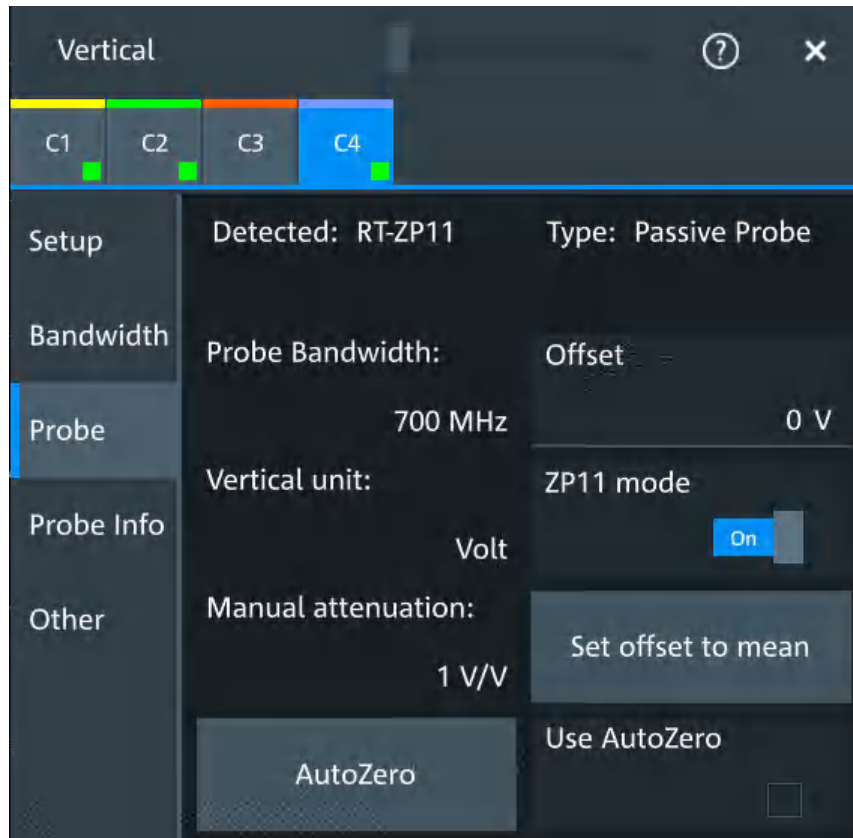 Vertical
?
×
C1 C2 C3 C4
Setup
Bandwidth
Probe
Probe Info
Other
Detected: RT-ZP11
Type: Passive Probe
Probe Bandwidth:
700 MHz
Offset
0 V
Vertical unit:
Volt
ZP11 mode
On
Manual attenuation:
1 V/V
Set offset to mean
AutoZero
Use AutoZero